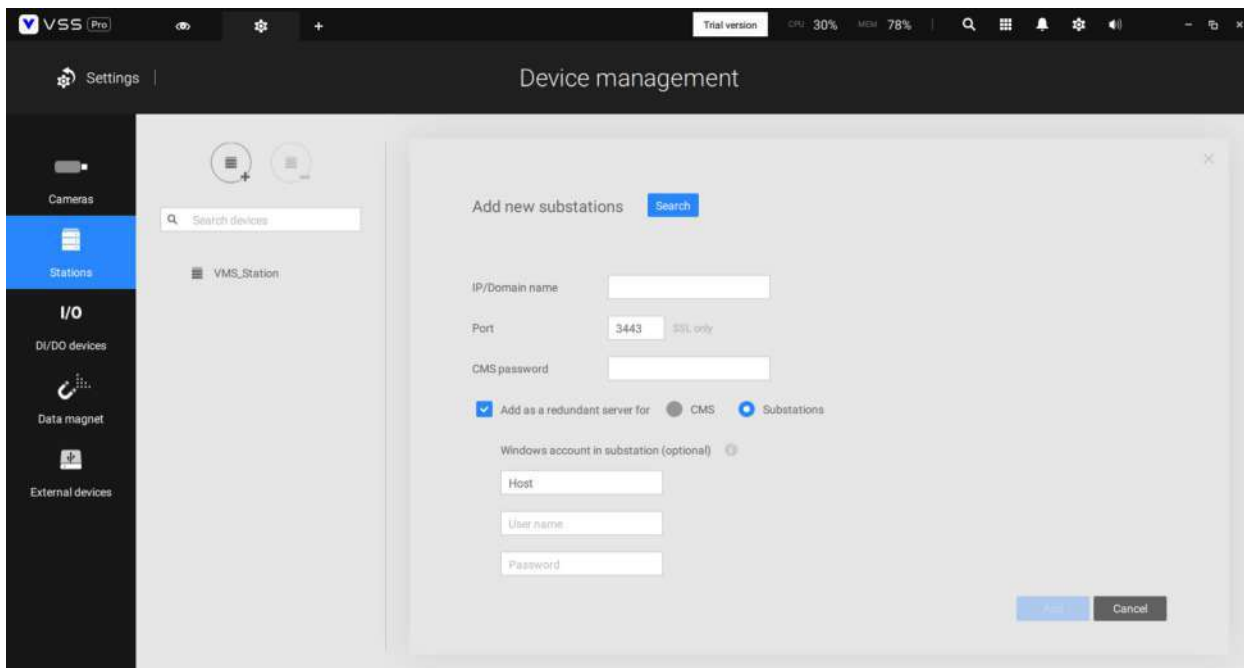 VSS Pro
Trial version
CPU 30% MEM 78%
Settings
Device management
Cameras
Stations
I/O
DI/DO devices
Data magnet
External devices
Search devices
VMS_Station
Add new substations Search
IP/Domain name
Port 3443 SSL only
CMS password
Add as a redundant server for CMS Substations
Windows account in substation (optional)
Host
User name
Password
Add Cancel